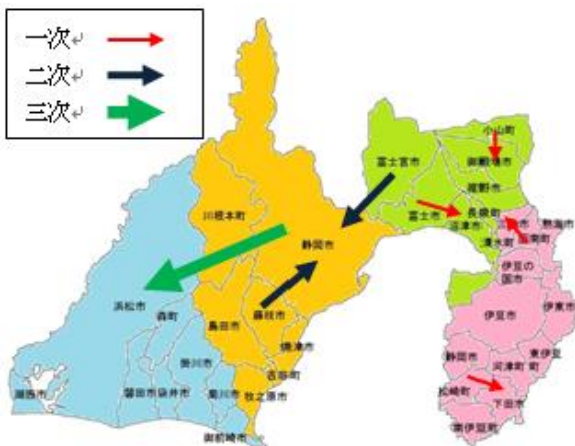 一次↵
二次↵
三次↵
小山町
御殿場市
富士宮市
裾野市
長泉町
富士市
沼津市
三島市
熱海市
清水町
函南町
川根本町
静岡市
伊豆の
国市
伊東市
伊豆市
浜松市
森町
島田市
藤枝市
焼津市
静岡市
河津町
東伊豆
町
掛川市
吉田町
松崎町
下田市
湖西市
磐田市
袋井市
菊川市
牧之原市
南伊豆町
御前崎市